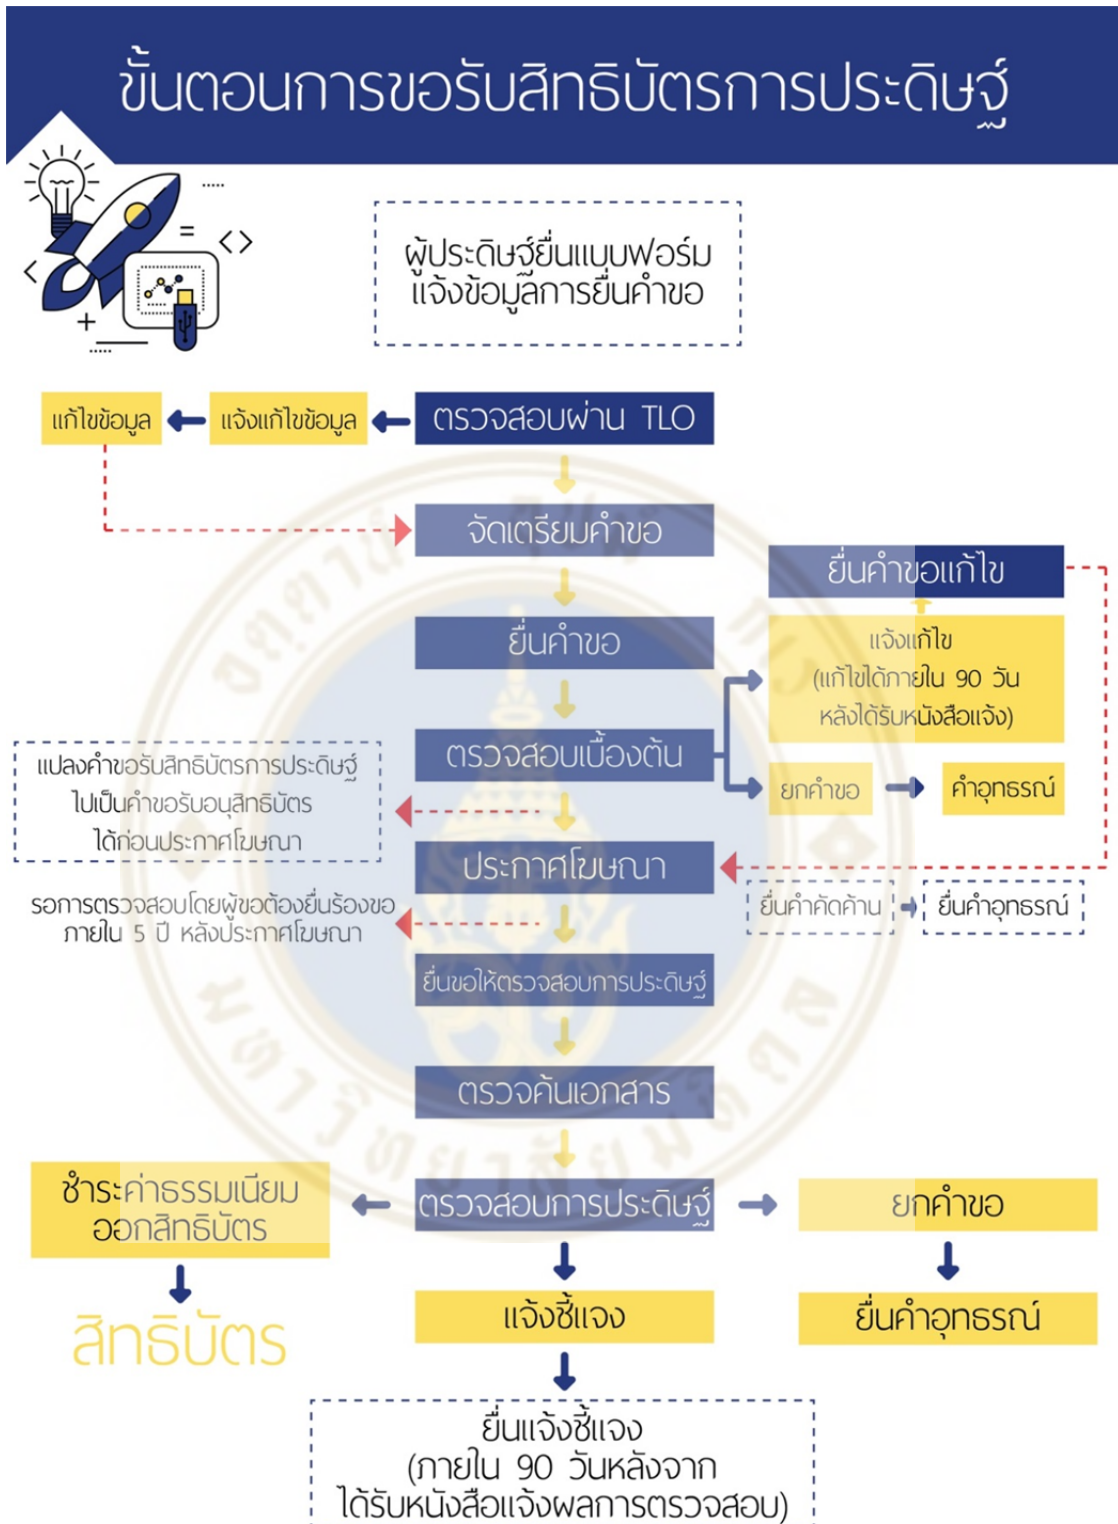 ขั้นตอนการขอรับสิทธิบัตรการประดิษฐ์
ผู้ประดิษฐ์ยื่นแบบฟอร์ม
แจ้งข้อมูลการยื่นคำขอ
แก้ไขข้อมูล
แจ้งแก้ไขข้อมูล
ตรวจสอบผ่าน TLO
จัดเตรียมคำขอ
ยื่นคำขอแก้ไข
ยื่นคำขอ
แจ้งแก้ไข
(แก้ไขได้ภายใน 90 วัน
หลังได้รับหนังสือแจ้ง)
ตรวจสอบเบื้องต้น
แปลงคำขอรับสิทธิบัตรการประดิษฐ์
ไปเป็นคำขอรับอนุสิทธิบัตร
ได้ก่อนประกาศโฆษณา
ยกคำขอ
คำอุทธรณ์
ประกาศโฆษณา
ยื่นคำคัดค้าน
ยื่นคำอุทธรณ์
รอการตรวจสอบโดยผู้ขอต้องยื่นร้องขอ
ภายใน 5 ปี หลังประกาศโฆษณา
ยื่นขอให้ตรวจสอบการประดิษฐ์
ตรวจค้นเอกสาร
ชำระค่าธรรมเนียม
ออกสิทธิบัตร
ตรวจสอบการประดิษฐ์
ยกคำขอ
สิทธิบัตร
แจ้งชี้แจง
ยื่นคำอุทธรณ์
ยื่นแจ้งชี้แจง
(ภายใน 90 วันหลังจาก
ได้รับหนังสือแจ้งผลการตรวจสอบ)
อตฺตานํ อุปมํ กเร
มหาวิทยาลัยมหิดล